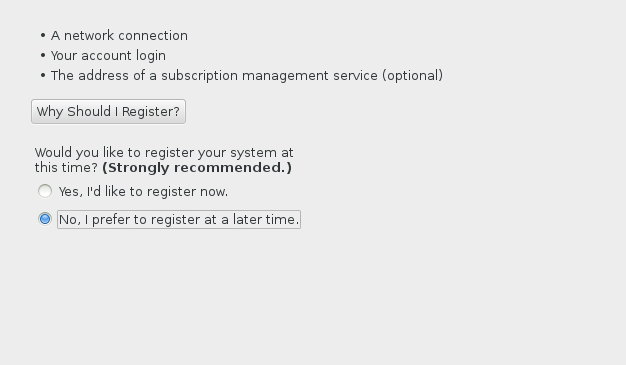 • A network connection
• Your account login
• The address of a subscription management service (optional)
Why Should I Register?
Would you like to register your system at
this time? (Strongly recommended.)
Yes, I'd like to register now.
No, I prefer to register at a later time.